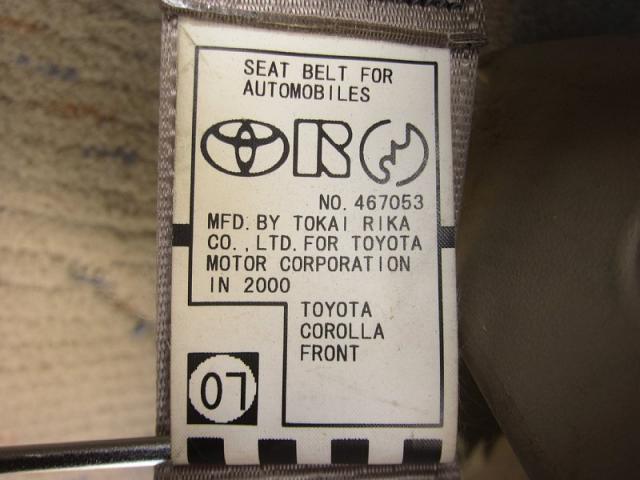 SEAT BELT FOR
AUTOMOBILES
NO. 467053
MFD. BY TOKAI RIKA
CO., LTD. FOR TOYOTA
MOTOR CORPORATION
IN 2000
TOYOTA
COROLLA
FRONT
07